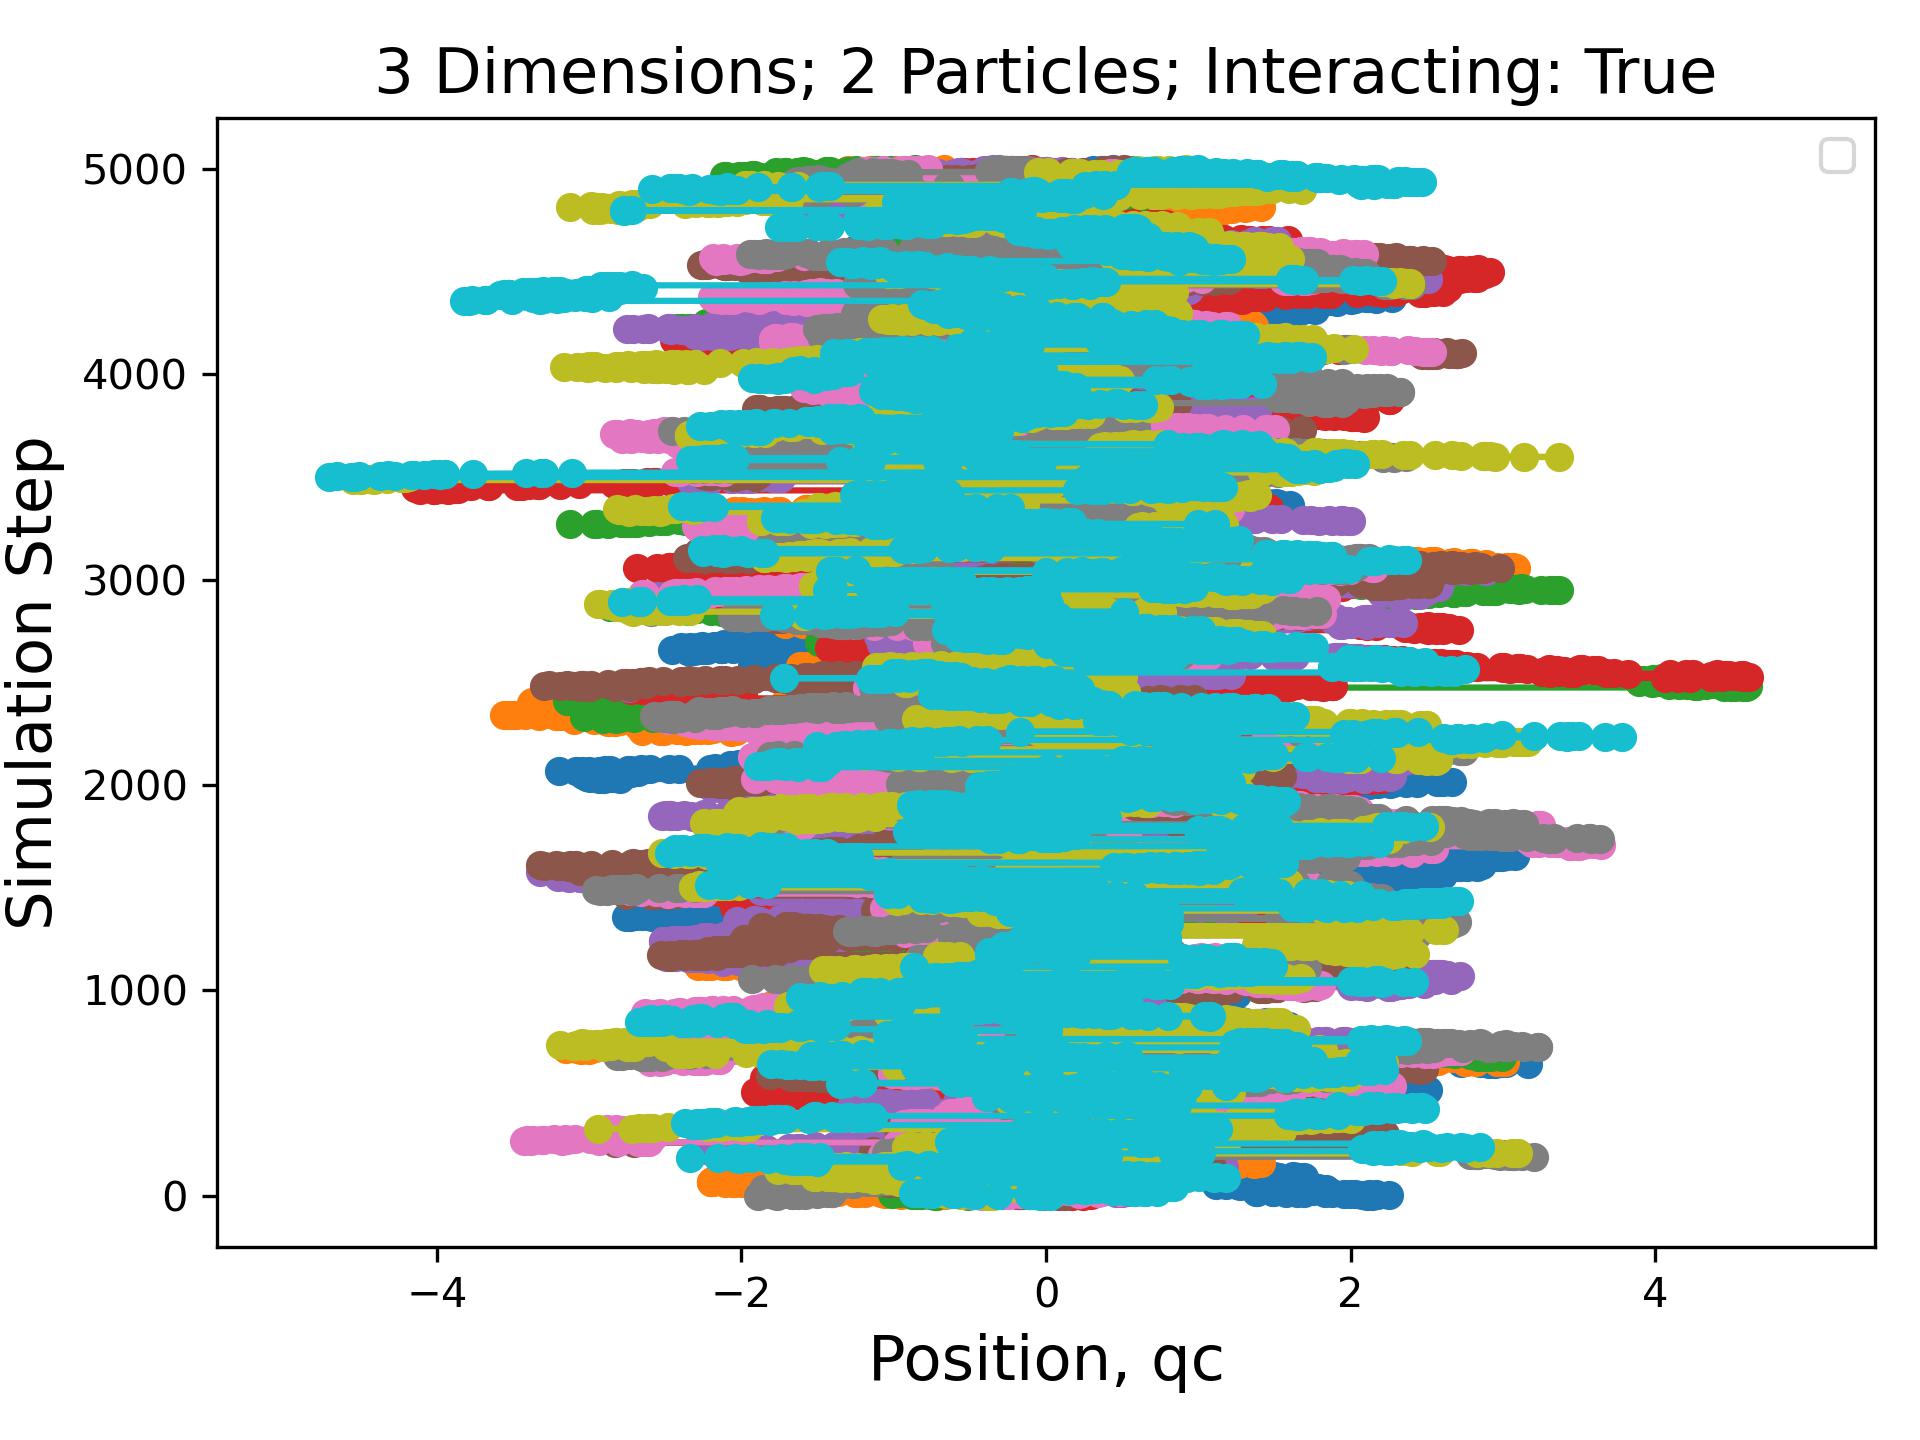 3 Dimensions; 2 Particles; Interacting: True
5000
4000
3000
2000
1000
0
Simulation Step
−4 −2 0 2 4
Position, qc